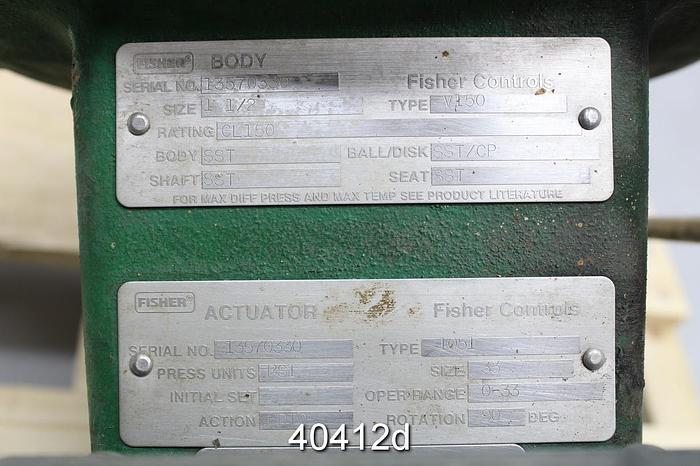 FISHER® BODY
SERIAL NO. 13570330 Fisher Controls
SIZE 1 1/2 TYPE V150
RATING CL150
BODY SST BALL/DISK SST/CP
SHAFT SST SEAT SST
FOR MAX DIFF PRESS AND MAX TEMP SEE PRODUCT LITERATURE
FISHER® ACTUATOR Fisher Controls
SERIAL NO. 13570330 TYPE 1051
PRESS UNITS PSI SIZE 33
INITIAL SET OPER RANGE 0-33
ACTION ROTATION 90 DEG
40412d